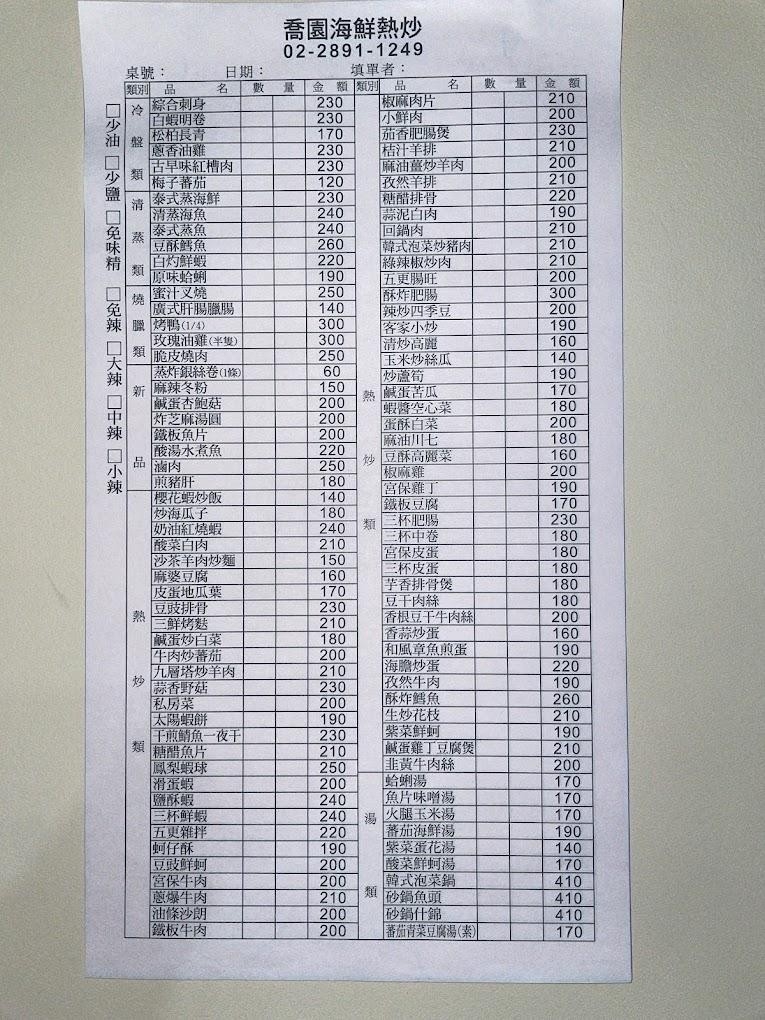 喬園海鮮熱炒
02-2891-1249
桌號： 日期： 填單者：
□少油 □少鹽 □免味精 □免辣 □大辣 □中辣 □小辣
類別 品名 數量 金額
冷盤類
綜合刺身 230
白蝦明卷 230
松柏長青 170
蔥香油雞 230
古早味紅槽肉 230
梅子蕃茄 120
清蒸類
泰式蒸海鮮 230
清蒸海魚 240
泰式蒸魚 240
豆酥鱈魚 260
白灼鮮蝦 220
原味蛤蜊 190
燒臘類
蜜汁叉燒 250
廣式肝腸臘腸 140
烤鴨(1/4) 300
玫瑰油雞(半隻) 300
脆皮燒肉 250
新品
蒸炸銀絲卷(1條) 60
麻辣冬粉 150
鹹蛋杏鮑菇 200
炸芝麻湯圓 200
鐵板魚片 200
酸湯水煮魚 220
滷肉 250
煎豬肝 180
熱炒類
櫻花蝦炒飯 140
炒海瓜子 180
奶油紅燒蝦 240
酸菜白肉 210
沙茶羊肉炒麵 150
麻婆豆腐 160
皮蛋地瓜葉 170
豆豉排骨 230
三鮮烤麩 210
鹹蛋炒白菜 180
牛肉炒蕃茄 200
九層塔炒羊肉 210
蒜香野菇 230
私房菜 200
太陽蝦餅 190
干煎鯖魚一夜干 230
糖醋魚片 210
鳳梨蝦球 250
滑蛋蝦 200
鹽酥蝦 240
三杯鮮蝦 240
五更雜拌 220
蚵仔酥 190
豆豉鮮蚵 200
宮保牛肉 200
蔥爆牛肉 210
油條沙朗 200
鐵板牛肉 200
類別 品名 數量 金額
熱炒類
椒麻肉片 210
小鮮肉 200
茄香肥腸煲 230
桔汁羊排 210
麻油薑炒羊肉 200
孜然羊排 210
糖醋排骨 220
蒜泥白肉 190
回鍋肉 210
韓式泡菜炒豬肉 210
綠辣椒炒肉 210
五更腸旺 200
酥炸肥腸 300
辣炒四季豆 200
客家小炒 190
清炒高麗 160
玉米炒絲瓜 140
炒蘆筍 190
鹹蛋苦瓜 170
蝦醬空心菜 180
蛋酥白菜 200
麻油川七 180
豆酥高麗菜 160
椒麻雞 200
宮保雞丁 190
鐵板豆腐 170
三杯肥腸 230
三杯中卷 180
宮保皮蛋 180
三杯皮蛋 180
芋香排骨煲 180
豆干肉絲 180
香根豆干牛肉絲 200
香蒜炒蛋 160
和風章魚煎蛋 190
海膽炒蛋 220
孜然牛肉 190
酥炸鱈魚 260
生炒花枝 210
紫菜鮮蚵 190
鹹蛋雞丁豆腐煲 210
韭黃牛肉絲 200
湯類
蛤蜊湯 170
魚片味噌湯 170
火腿玉米湯 170
蕃茄海鮮湯 190
紫菜蛋花湯 140
酸菜鮮蚵湯 170
韓式泡菜鍋 410
砂鍋魚頭 410
砂鍋什錦 410
蕃茄青菜豆腐湯(素) 170